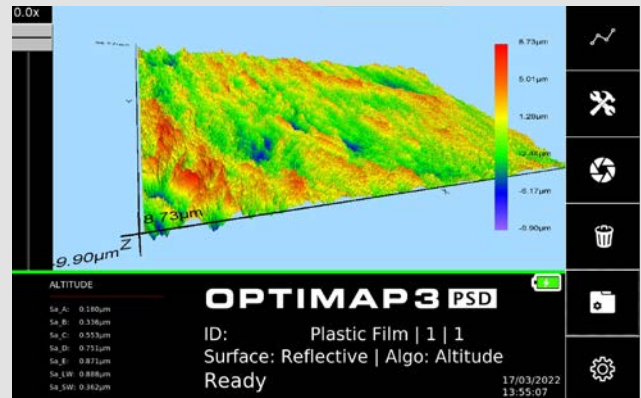 0.0x
8.73µm
5.01µm
1.28µm
-2.44µm
-6.17µm
-9.90µm
8.73µm
-9.90µm
Z
X
ALTITUDE
Sa_A: 0.180µm
Sa_B: 0.336µm
Sa_C: 0.553µm
Sa_D: 0.751µm
Sa_E: 0.871µm
Sa_LW: 0.888µm
Sa_SW: 0.362µm
OPTIMAP3 PSD
ID: Plastic Film | 1 | 1
Surface: Reflective | Algo: Altitude
Ready
17/03/2022
13:55:07